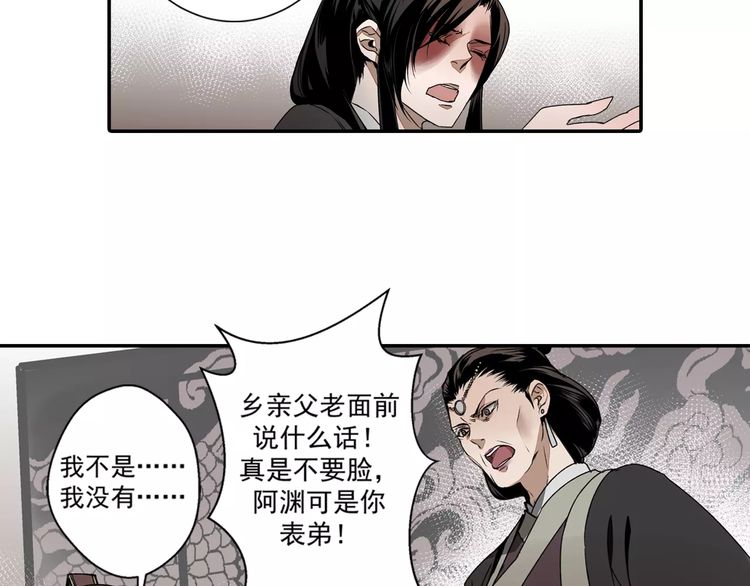 乡亲父老面前
说什么话！
真是不要脸，
阿渊可是你
表弟！
我不是……
我没有……